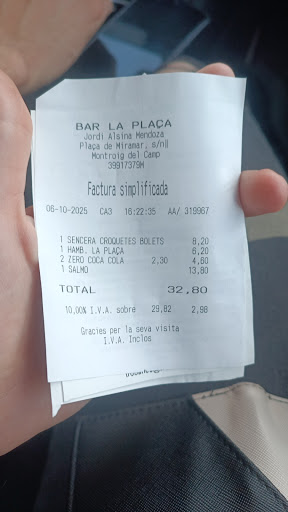 BAR LA PLAÇA
Jordi Alsina Mendoza
Plaça de Miramar, s/nº
Montroig del Camp
39917379M
Factura simplificada
06-10-2025 CA3 16:22:35 AA/ 319967
1 SENCERA CROQUETES BOLETS 8,20
1 HAMB. LA PLAÇA 6,20
2 ZERO COCA COLA 2,30 4,60
1 SALMO 13,80
TOTAL 32,80
10,00% I.V.A. sobre 29,82 2,98
Gracies per la seva visita
I.V.A. Inclos